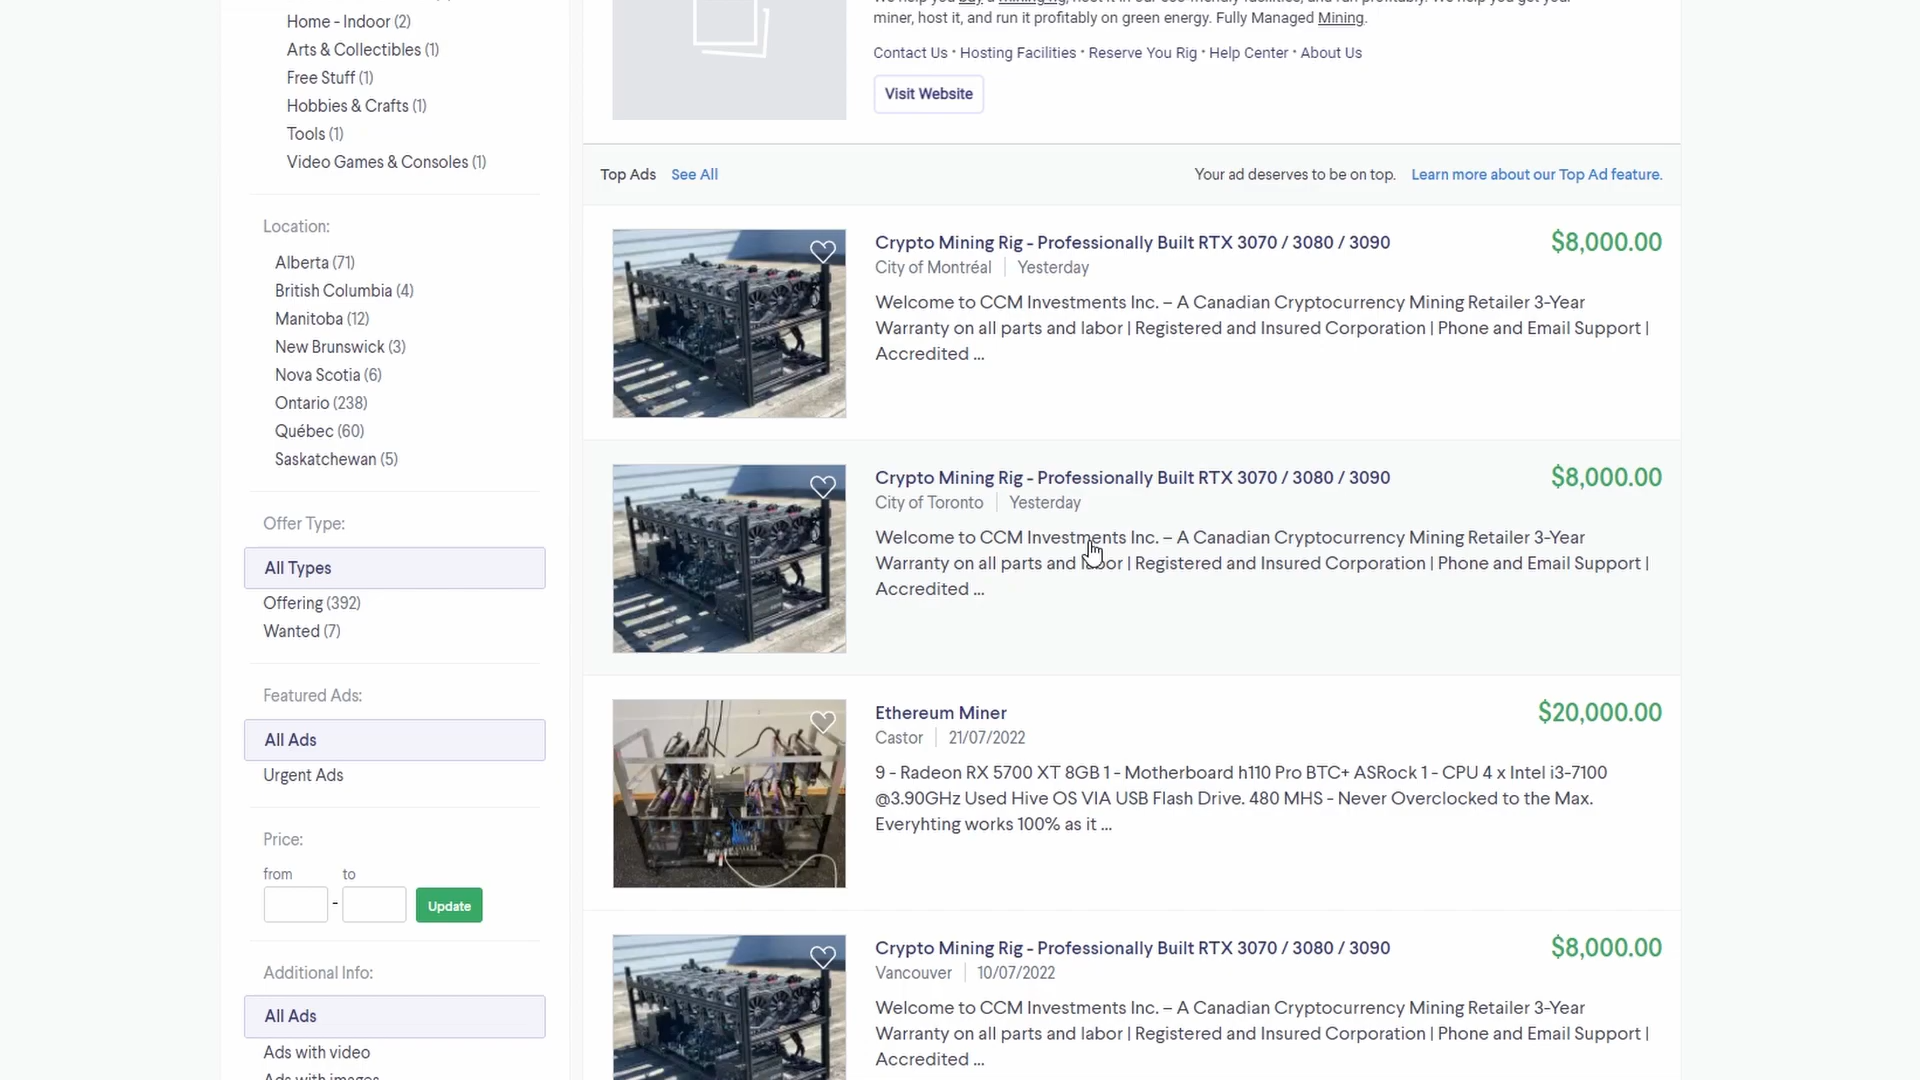 Home - Indoor (2)
Arts & Collectibles (1)
Free Stuff (1)
Hobbies & Crafts (1)
Tools (1)
Video Games & Consoles (1)
Location:
Alberta (71)
British Columbia (4)
Manitoba (12)
New Brunswick (3)
Nova Scotia (6)
Ontario (238)
Québec (60)
Saskatchewan (5)
Offer Type:
All Types
Offering (392)
Wanted (7)
Featured Ads:
All Ads
Urgent Ads
Price:
from to
- Update
Additional Info:
All Ads
Ads with video
Ads with images
miner, host it, and run it profitably on green energy. Fully Managed Mining.
Contact Us • Hosting Facilities • Reserve You Rig • Help Center • About Us
Visit Website
Top Ads See All Your ad deserves to be on top. Learn more about our Top Ad feature.
Crypto Mining Rig - Professionally Built RTX 3070 / 3080 / 3090 $8,000.00
City of Montréal | Yesterday
Welcome to CCM Investments Inc. – A Canadian Cryptocurrency Mining Retailer 3-Year
Warranty on all parts and labor | Registered and Insured Corporation | Phone and Email Support |
Accredited ...
Crypto Mining Rig - Professionally Built RTX 3070 / 3080 / 3090 $8,000.00
City of Toronto | Yesterday
Welcome to CCM Investments Inc. – A Canadian Cryptocurrency Mining Retailer 3-Year
Warranty on all parts and labor | Registered and Insured Corporation | Phone and Email Support |
Accredited ...
Ethereum Miner $20,000.00
Castor | 21/07/2022
9 - Radeon RX 5700 XT 8GB 1 - Motherboard h110 Pro BTC+ ASRock 1 - CPU 4 x Intel i3-7100
@3.90GHz Used Hive OS VIA USB Flash Drive. 480 MHS - Never Overclocked to the Max.
Everyhting works 100% as it ...
Crypto Mining Rig - Professionally Built RTX 3070 / 3080 / 3090 $8,000.00
Vancouver | 10/07/2022
Welcome to CCM Investments Inc. – A Canadian Cryptocurrency Mining Retailer 3-Year
Warranty on all parts and labor | Registered and Insured Corporation | Phone and Email Support |
Accredited ...